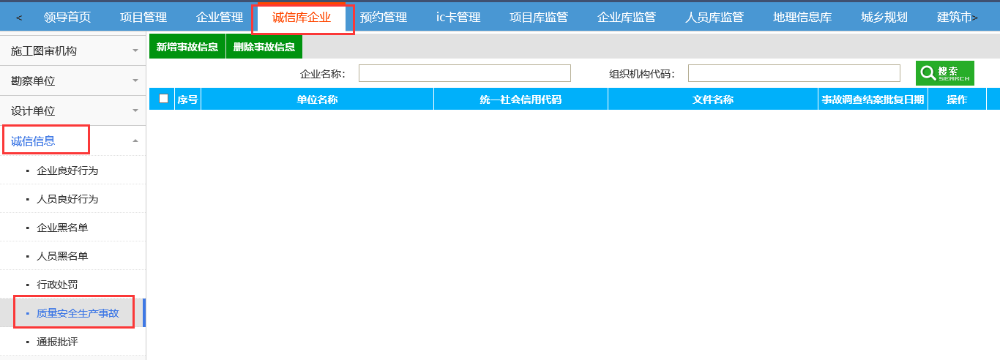 < 领导首页 项目管理 企业管理 诚信库企业 预约管理 ic卡管理 项目库监管 企业库监管 人员库监管 地理信息库 城乡规划 建筑市>
施工图审机构
勘察单位
设计单位
诚信信息
企业良好行为
人员良好行为
企业黑名单
人员黑名单
行政处罚
质量安全生产事故
通报批评
新增事故信息 删除事故信息
企业名称: 组织机构代码: 搜索 SEARCH
序号 单位名称 统一社会信用代码 文件名称 事故调查结案批复日期 操作